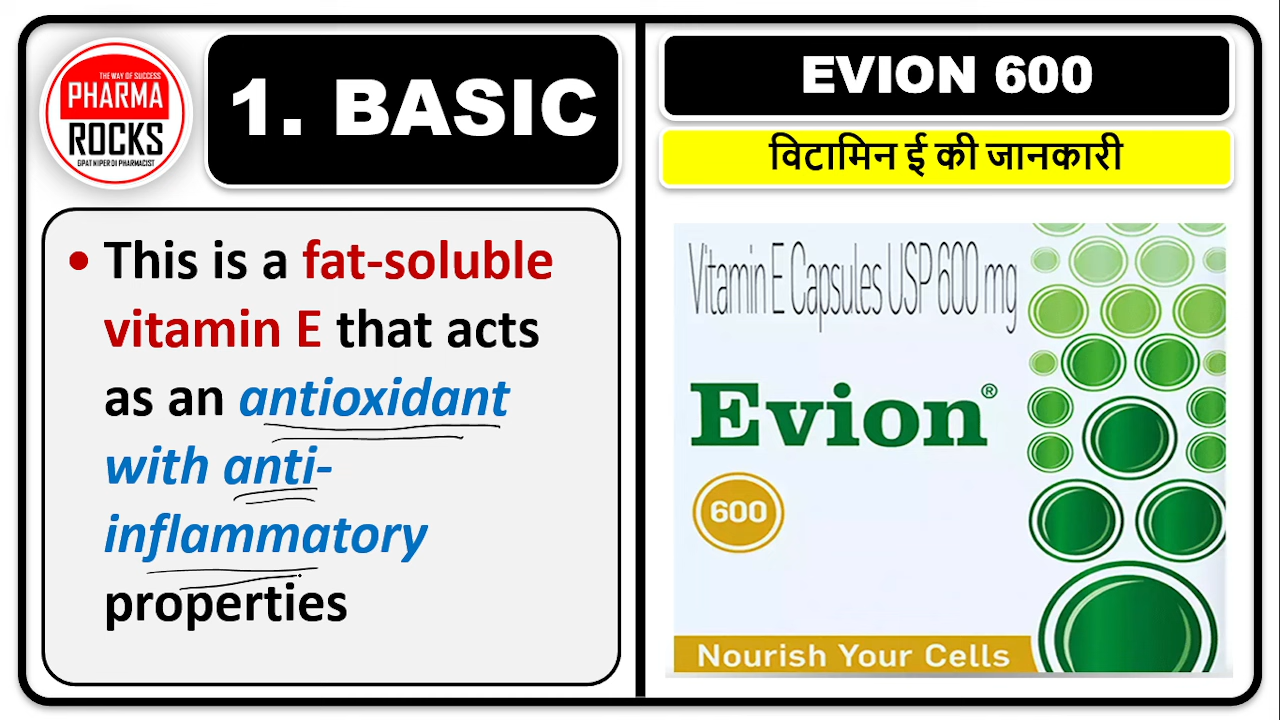 THE WAY OF SUCCESS
PHARMA
ROCKS
GPAT NIPER DI PHARMACIST
1. BASIC
• This is a fat-soluble
vitamin E that acts
as an antioxidant
with anti-
inflammatory
properties
EVION 600
विटामिन ई की जानकारी
Vitamin E Capsules USP 600 mg
Evion®
600
Nourish Your Cells